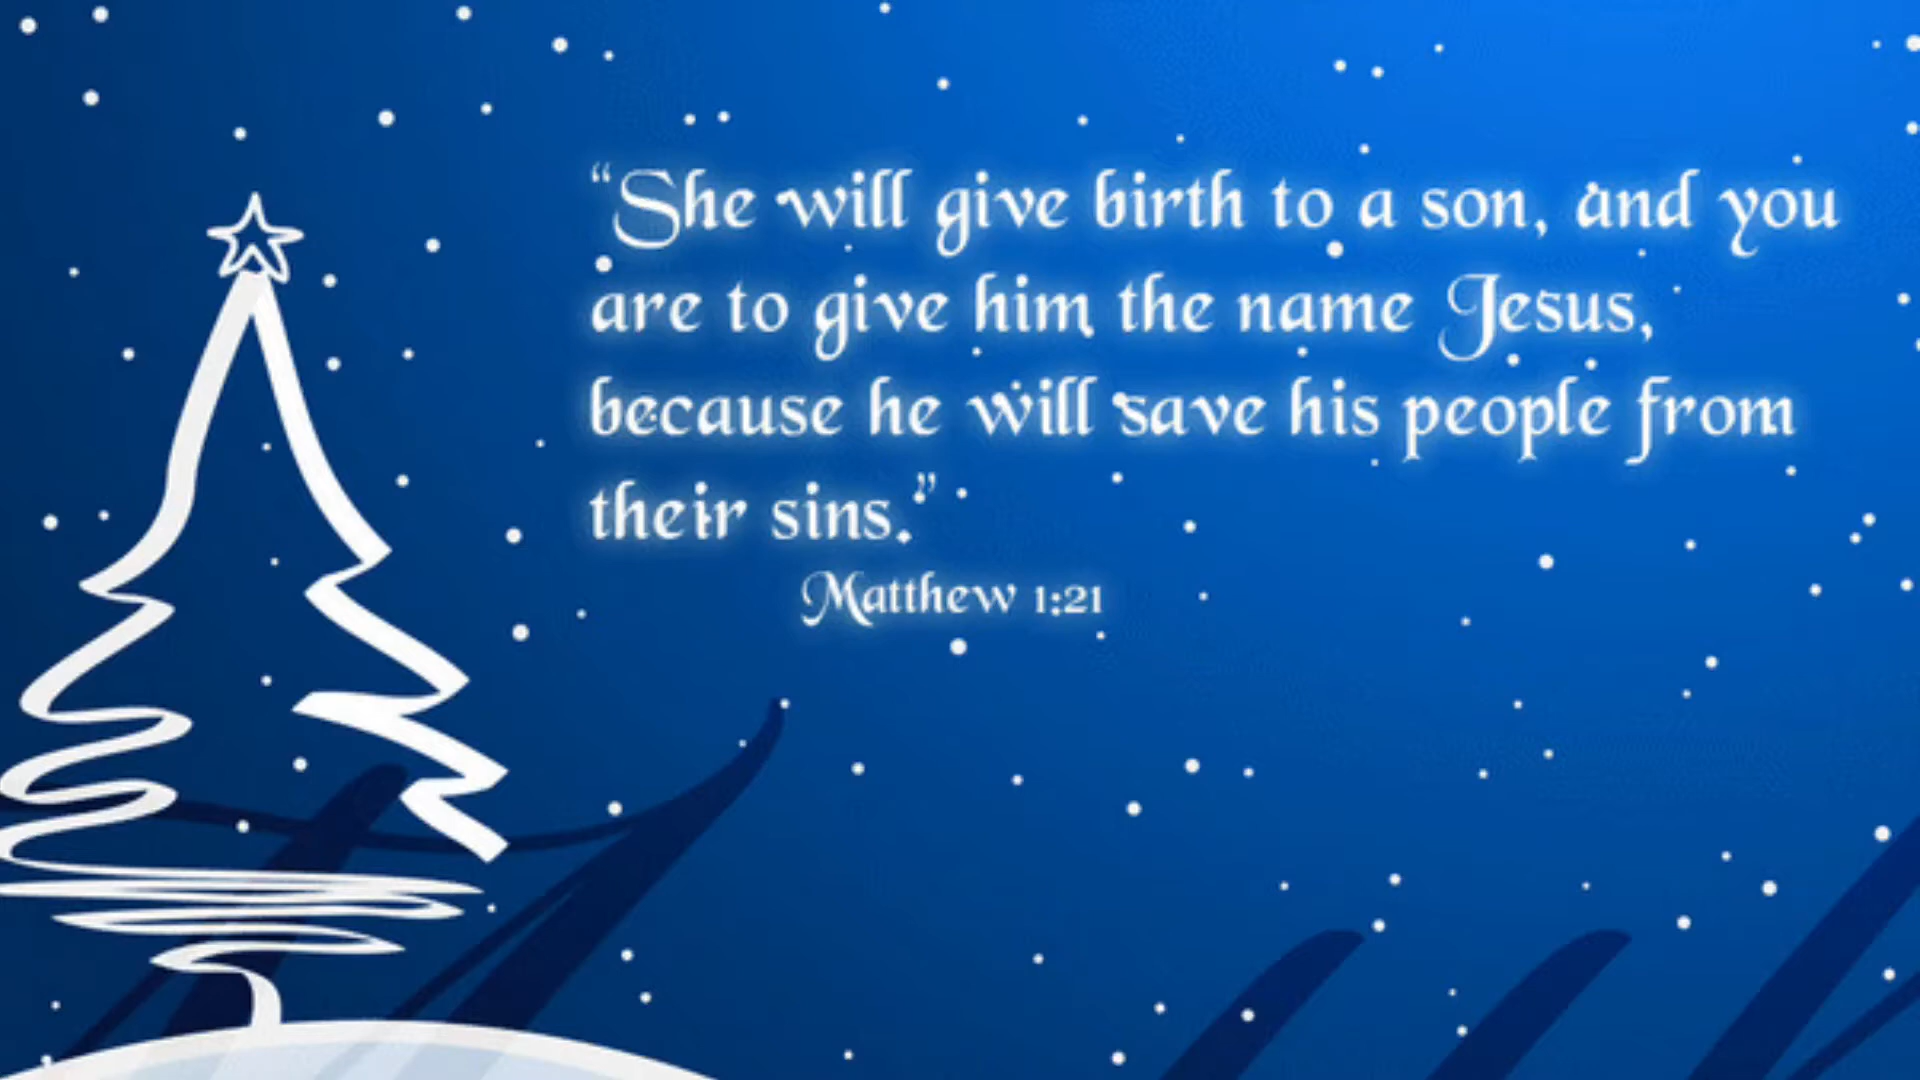 “She will give birth to a son, and you
are to give him the name Jesus,
because he will save his people from
their sins.”
Matthew 1:21